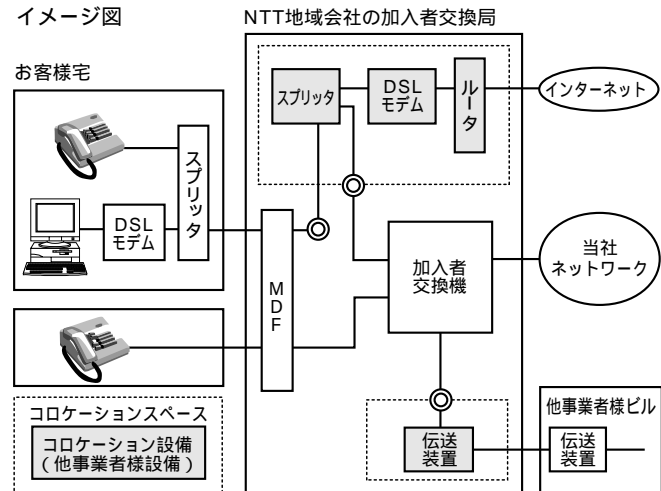 イメージ図
NTT地域会社の加入者交換局
お客様宅
スプリッタ
DSL
モデム
ルータ
インターネット
スプリッタ
DSL
モデム
MDF
加入者
交換機
当社
ネットワーク
コロケーションスペース
コロケーション設備
(他事業者様設備)
伝送
装置
他事業者様ビル
伝送
装置